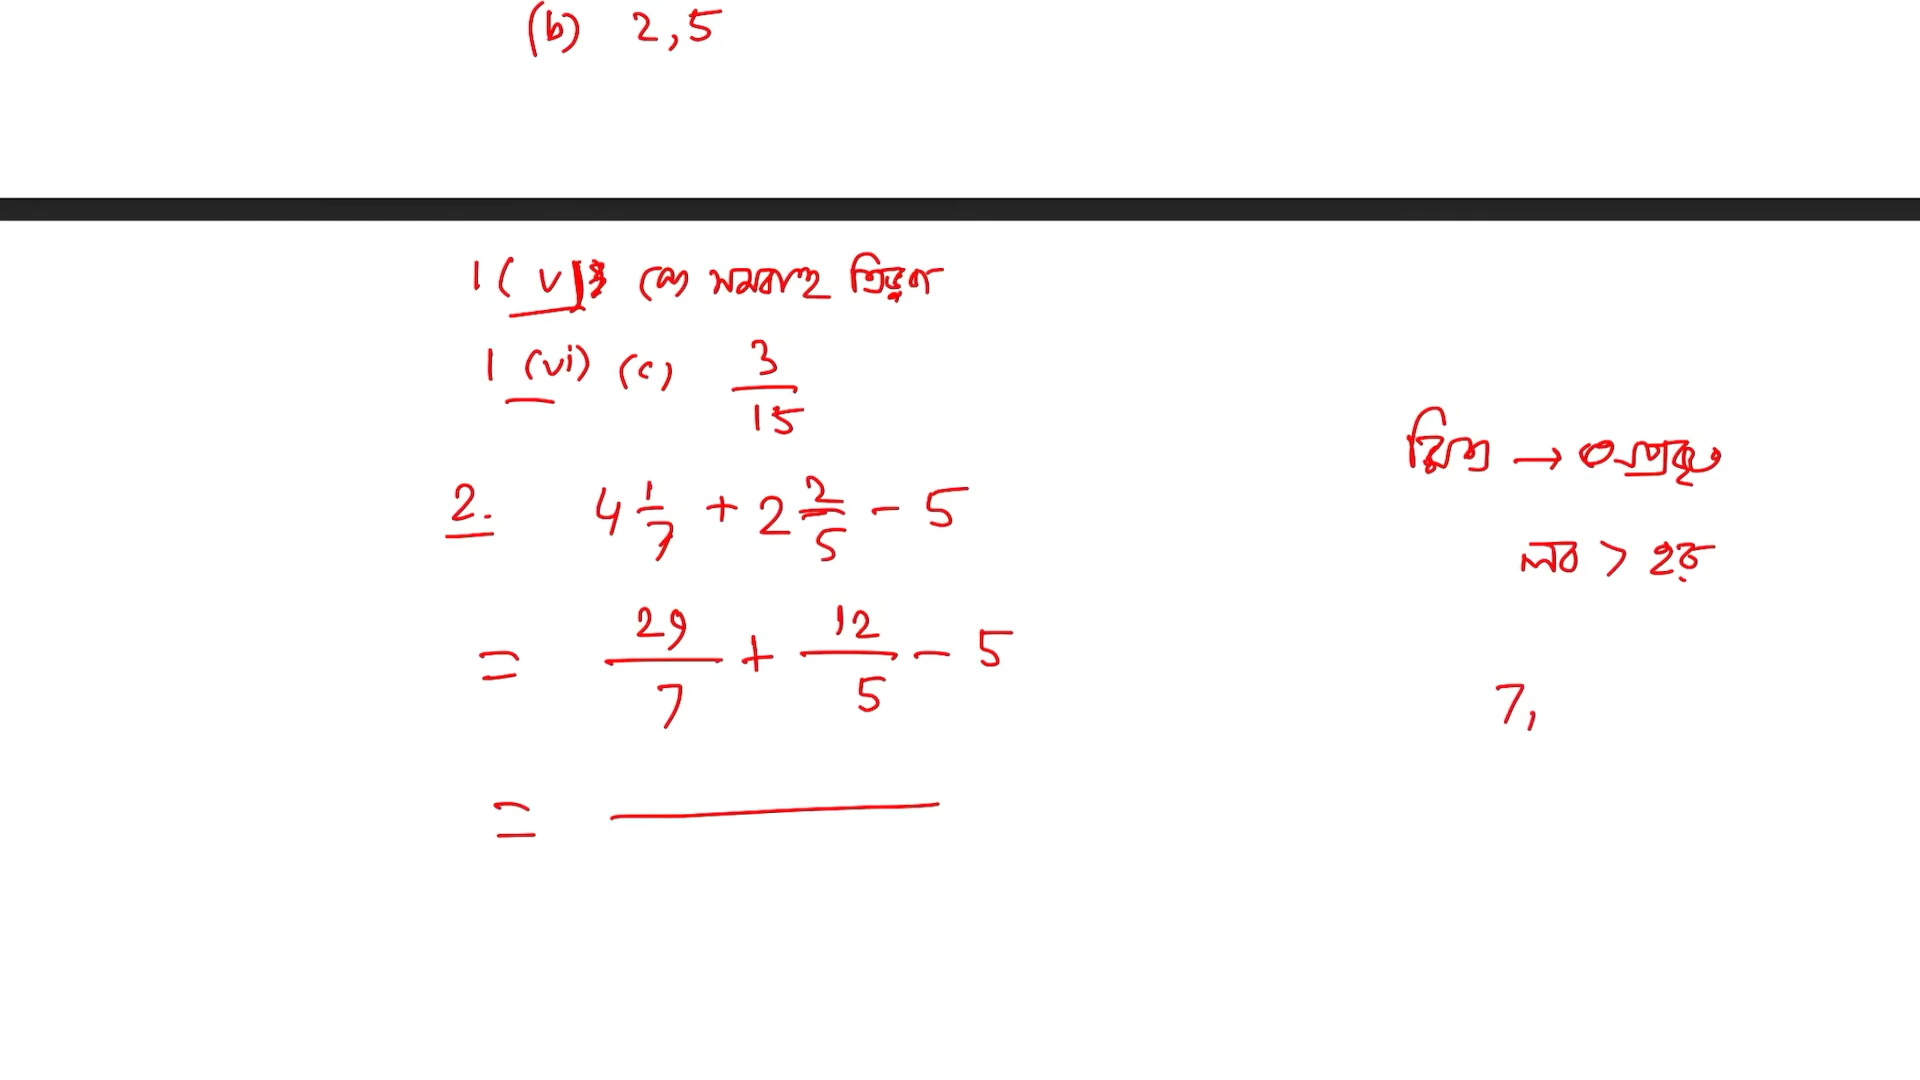 (b) 2,5
1(v) (a) সমবাহু ত্রিভুজ
1 (vi) (c) 3/15
মিশ্র → অপ্রকৃত
2. 4 1/7 + 2 2/5 - 5
লব > হর
= 29/7 + 12/5 - 5
7,
=